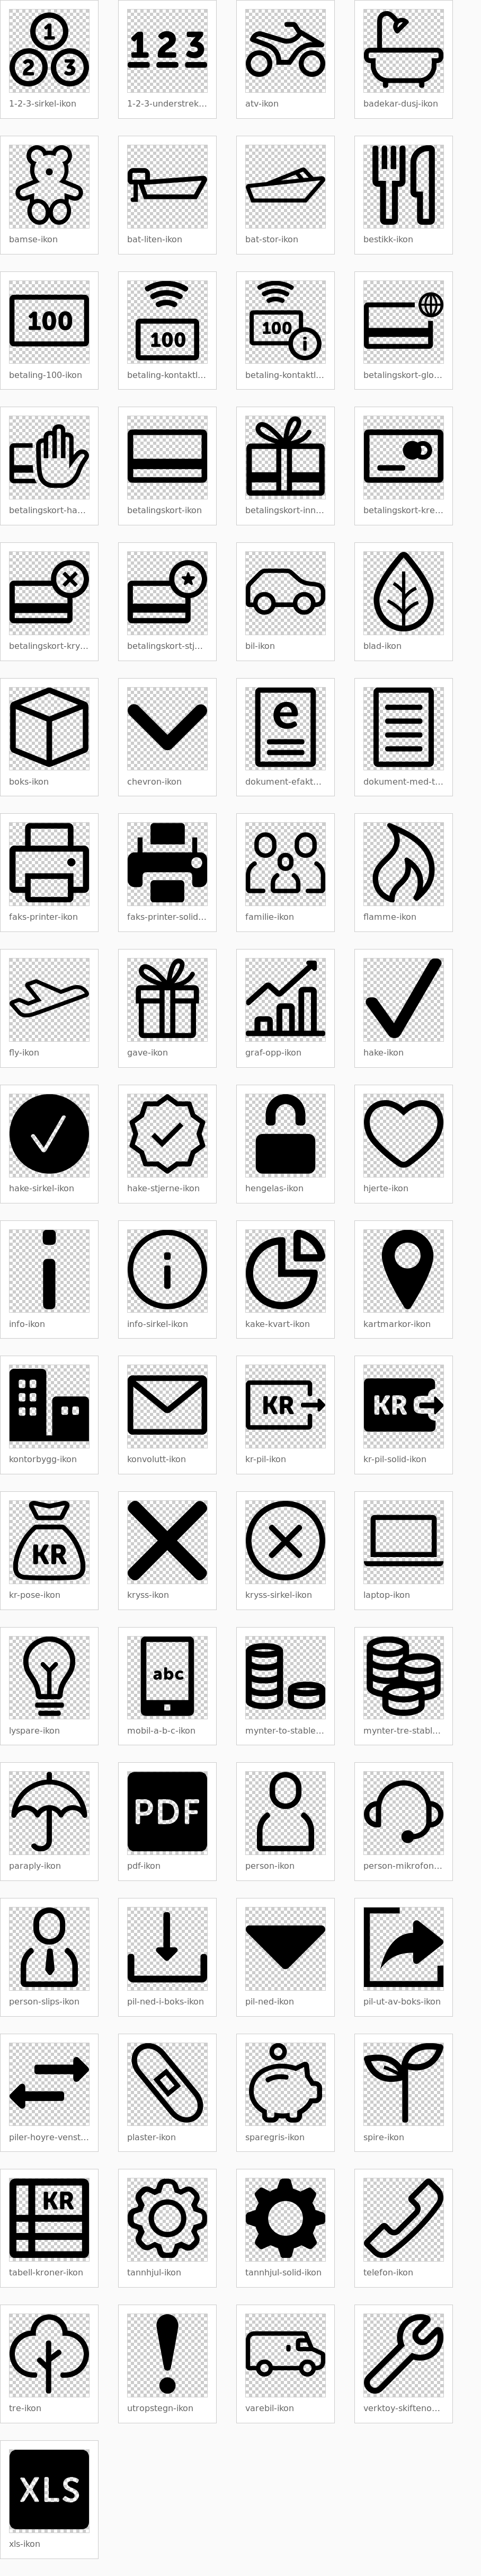 1 2 3
1 2 3
1-2-3-sirkel-ikon 1-2-3-understrek... atv-ikon badekar-dusj-ikon
bamse-ikon bat-liten-ikon bat-stor-ikon bestikk-ikon
100 100 100 i
betaling-100-ikon betaling-kontaktl... betaling-kontaktl... betalingskort-glo...
betalingskort-ha... betalingskort-ikon betalingskort-inn... betalingskort-kre...
betalingskort-kry... betalingskort-stj... bil-ikon blad-ikon
e
boks-ikon chevron-ikon dokument-efakt... dokument-med-t...
faks-printer-ikon faks-printer-solid... familie-ikon flamme-ikon
fly-ikon gave-ikon graf-opp-ikon hake-ikon
hake-sirkel-ikon hake-stjerne-ikon hengelas-ikon hjerte-ikon
i i
info-ikon info-sirkel-ikon kake-kvart-ikon kartmarkor-ikon
KR KR
kontorbygg-ikon konvolutt-ikon kr-pil-ikon kr-pil-solid-ikon
KR
kr-pose-ikon kryss-ikon kryss-sirkel-ikon laptop-ikon
abc
lyspare-ikon mobil-a-b-c-ikon mynter-to-stable... mynter-tre-stabl...
PDF
paraply-ikon pdf-ikon person-ikon person-mikrofon...
person-slips-ikon pil-ned-i-boks-ikon pil-ned-ikon pil-ut-av-boks-ikon
piler-hoyre-venst... plaster-ikon sparegris-ikon spire-ikon
KR
tabell-kroner-ikon tannhjul-ikon tannhjul-solid-ikon telefon-ikon
!
tre-ikon utropstegn-ikon varebil-ikon verktoy-skifteno...
XLS
xls-ikon